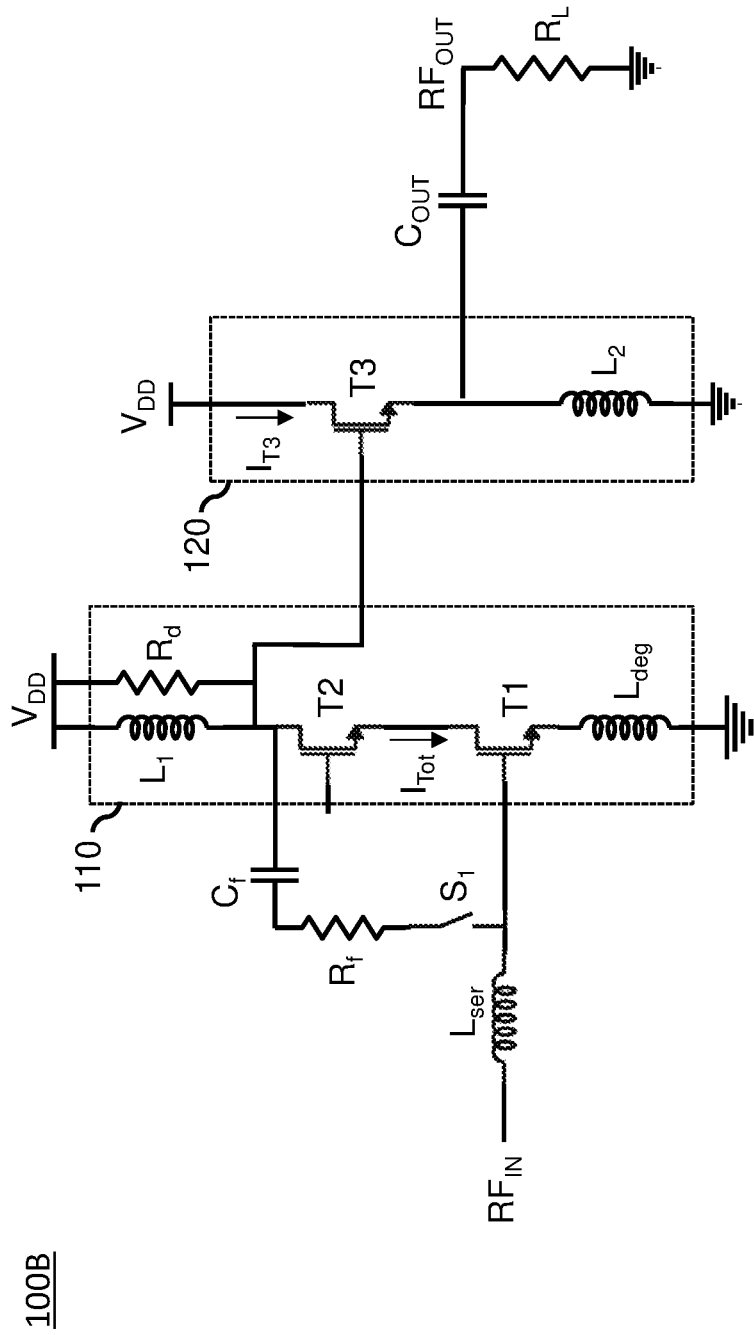 100B
V_DD
V_DD
110
L_1
R_d
120
I_T3
T3
C_OUT
RF_OUT
R_L
C_f
T2
R_f
I_Tot
S_1
T1
L_2
L_ser
L_deg
RF_IN